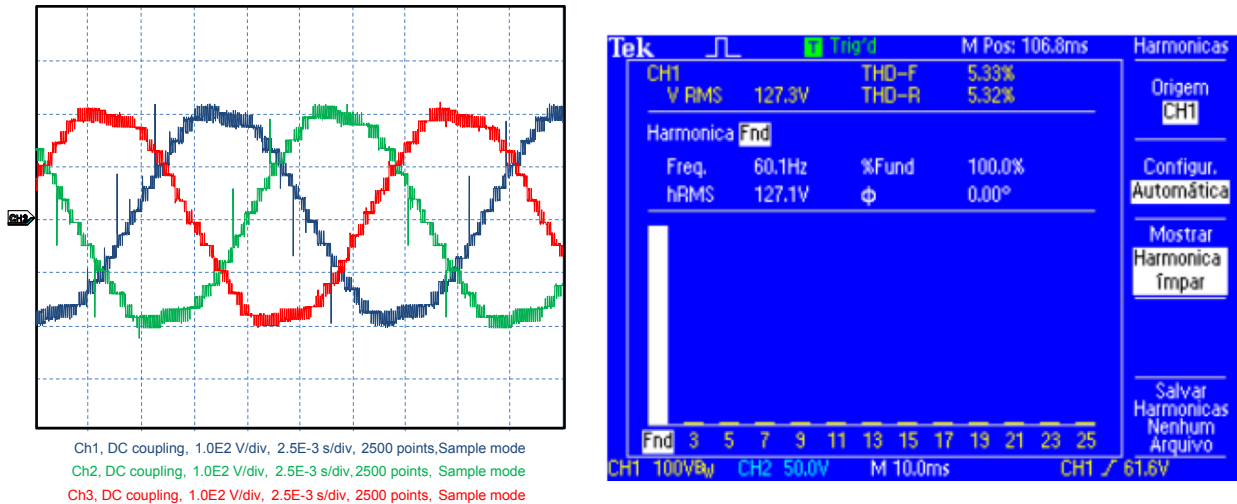 CH3
Ch1, DC coupling, 1.0E2 V/div, 2.5E-3 s/div, 2500 points,Sample mode
Ch2, DC coupling, 1.0E2 V/div, 2.5E-3 s/div, 2500 points, Sample mode
Ch3, DC coupling, 1.0E2 V/div, 2.5E-3 s/div, 2500 points, Sample mode
Tek T Trig'd M Pos: 106.8ms Harmonicas
CH1 THD-F 5.33%
V RMS 127.3V THD-R 5.32%
Harmonica Fnd
Freq. 60.1Hz %Fund 100.0%
hRMS 127.1V Φ 0.00°
Fnd 3 5 7 9 11 13 15 17 19 21 23 25
CH1 100VBW CH2 50.0V M 10.0ms CH1 / 61.6V
Origem
CH1
Configur.
Automática
Mostrar
Harmonica
ímpar
Salvar
Harmonicas
Nenhum
Arquivo